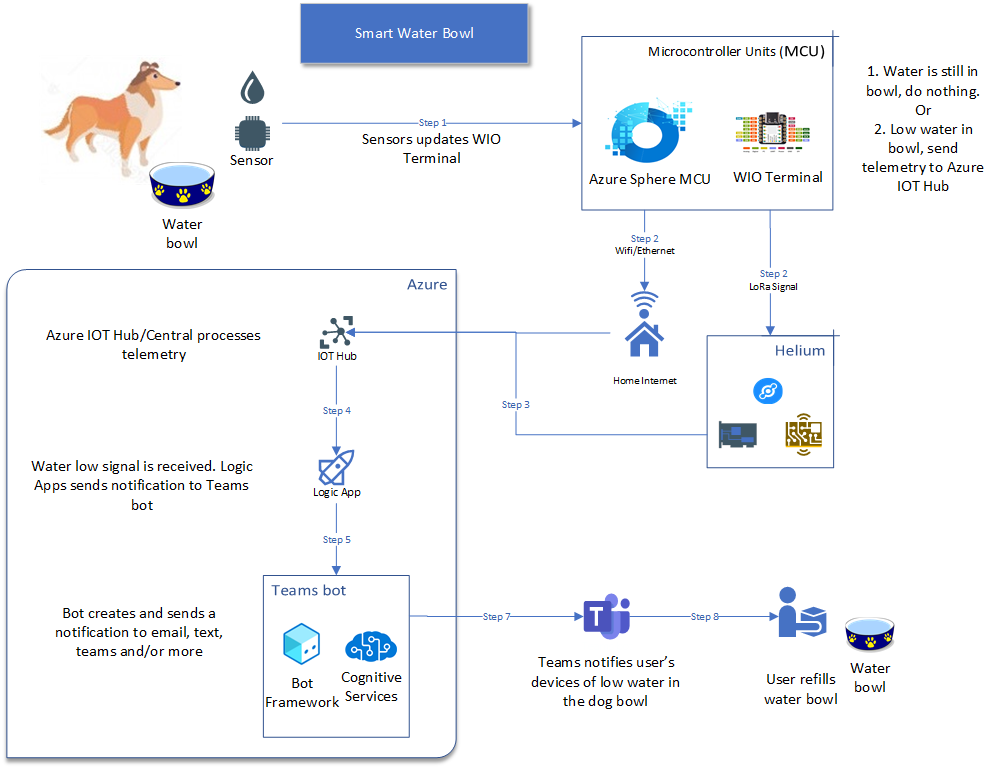 Smart Water Bowl
Microcontroller Units (MCU)
1. Water is still in
bowl, do nothing.
Or
2. Low water in
bowl, send
telemetry to Azure
IOT Hub
Step 1
Sensors updates WIO
Terminal
Sensor
Azure Sphere MCU
WIO Terminal
Water
bowl
Step 2
Wifi/Ethernet
Step 2
LoRa Signal
Azure
Azure IOT Hub/Central processes
telemetry
IOT Hub
Home Internet
Helium
Step 3
Step 4
Water low signal is received. Logic
Apps sends notification to Teams
bot
Logic App
Step 5
Teams bot
Bot creates and sends a
notification to email, text,
teams and/or more
Bot
Framework
Cognitive
Services
Step 7
T
Step 8
Teams notifies user's
devices of low water in
the dog bowl
User refills
water bowl
Water
bowl